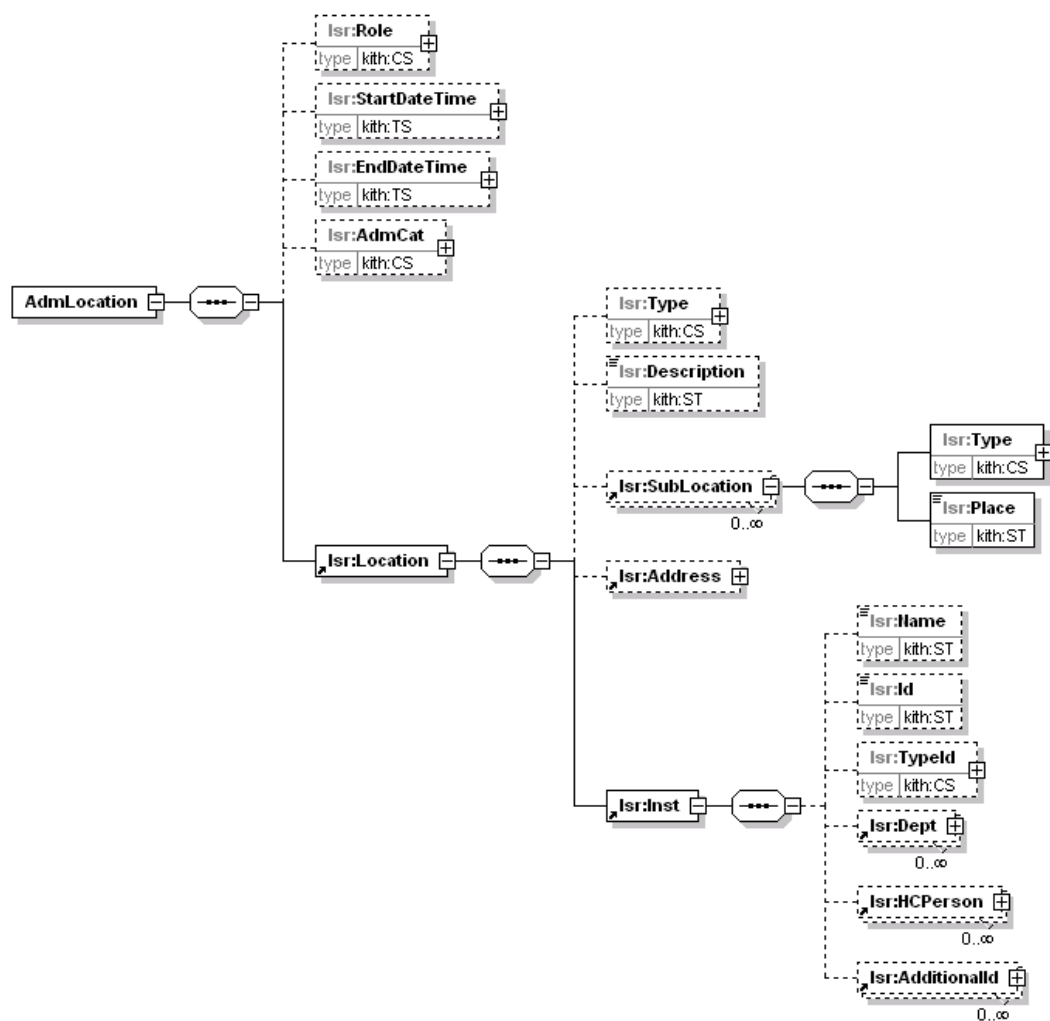 lsr:Role
type kith:CS
lsr:StartDateTime
type kith:TS
lsr:EndDateTime
type kith:TS
lsr:AdmCat
type kith:CS
AdmLocation
lsr:Type
type kith:CS
lsr:Description
type kith:ST
lsr:Type
type kith:CS
lsr:SubLocation
0..∞
lsr:Place
type kith:ST
lsr:Location
lsr:Address
lsr:Name
type kith:ST
lsr:Id
type kith:ST
lsr:TypeId
type kith:CS
lsr:Inst
lsr:Dept
0..∞
lsr:HCPerson
0..∞
lsr:AdditionalId
0..∞